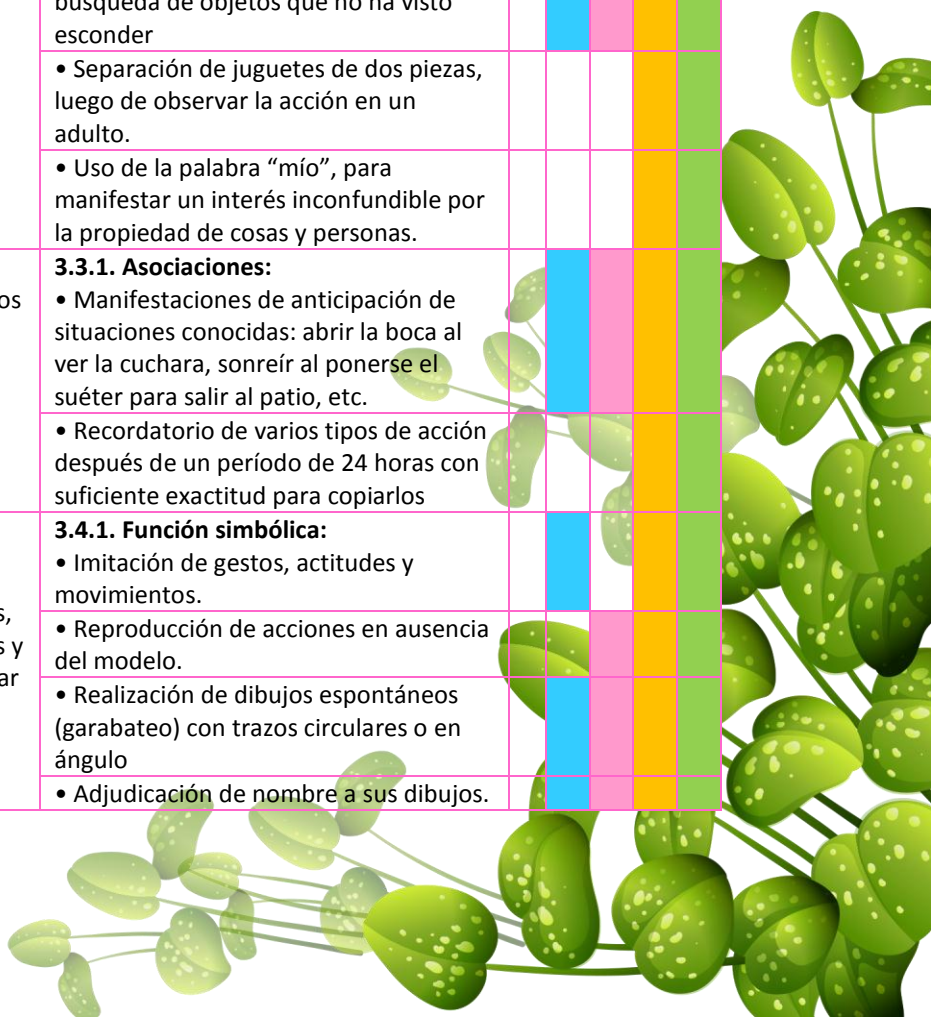 búsqueda de objetos que no ha visto
esconder
• Separación de juguetes de dos piezas,
luego de observar la acción en un
adulto.
• Uso de la palabra “mío”, para
manifestar un interés inconfundible por
la propiedad de cosas y personas.
os
3.3.1. Asociaciones:
• Manifestaciones de anticipación de
situaciones conocidas: abrir la boca al
ver la cuchara, sonreír al ponerse el
suéter para salir al patio, etc.
• Recordatorio de varios tipos de acción
después de un período de 24 horas con
suficiente exactitud para copiarlos
s,
s y
ar
3.4.1. Función simbólica:
• Imitación de gestos, actitudes y
movimientos.
• Reproducción de acciones en ausencia
del modelo.
• Realización de dibujos espontáneos
(garabateo) con trazos circulares o en
ángulo
• Adjudicación de nombre a sus dibujos.